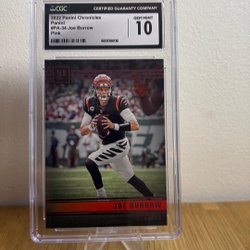 CGC CERTIFIED GUARANTY COMPANY
2022 Panini Chronicles
Panini
#PA-34 Joe Burrow
Pink
GEM MINT
10
JOE BURROW